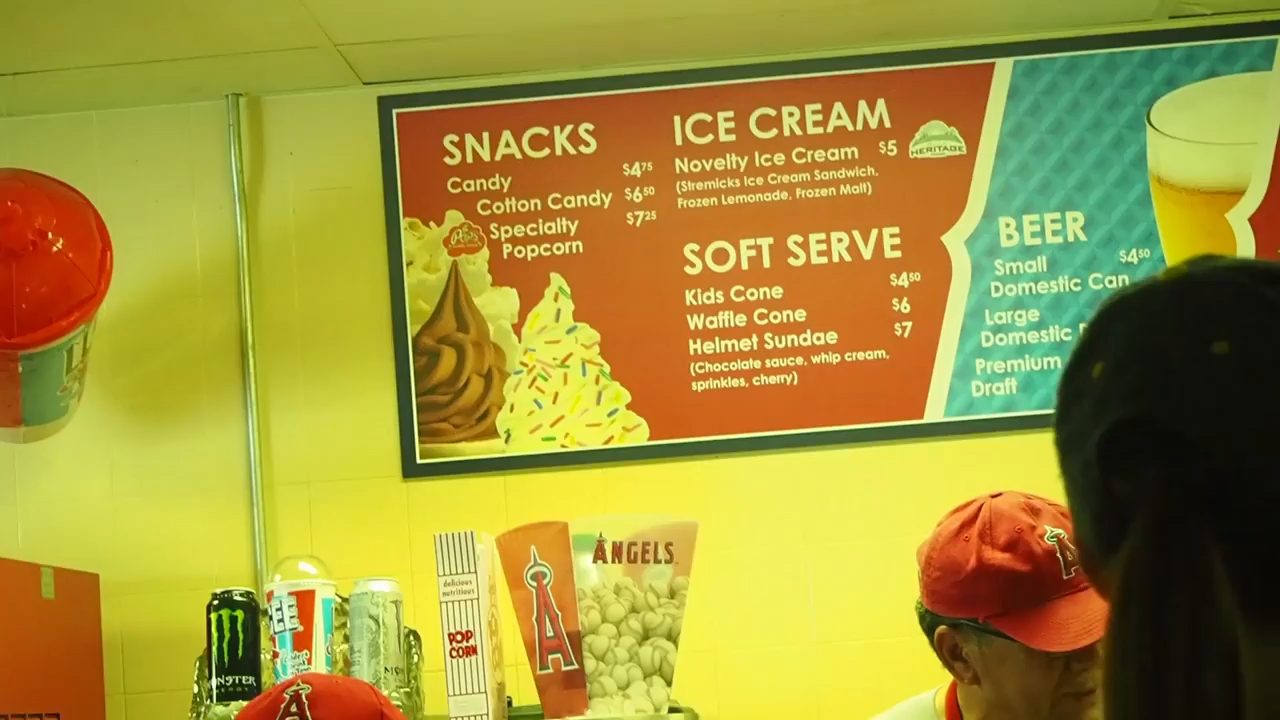 SNACKS
Candy $4.75
Cotton Candy $6.50
Specialty $7.25
Popcorn
ICE CREAM
Novelty Ice Cream $5
(Stremicks Ice Cream Sandwich,
Frozen Lemonade, Frozen Malt)
HERITAGE
SOFT SERVE
Kids Cone $4.50
Waffle Cone $6
Helmet Sundae $7
(Chocolate sauce, whip cream,
sprinkles, cherry)
BEER
Small $4.50
Domestic Can
Large
Domestic
Premium
Draft
delicious
nutritious
POP
CORN
A
ANGELS
A
A